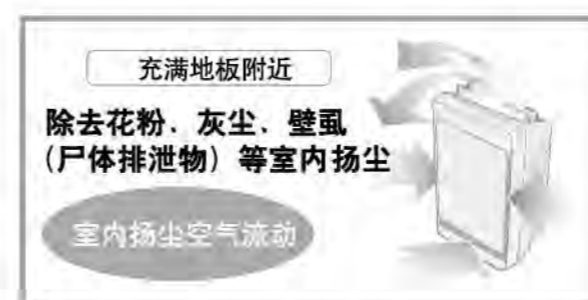 充满地板附近
除去花粉．灰尘．壁虱
(尸体排泄物) 等室内扬尘
室内扬尘空气流动